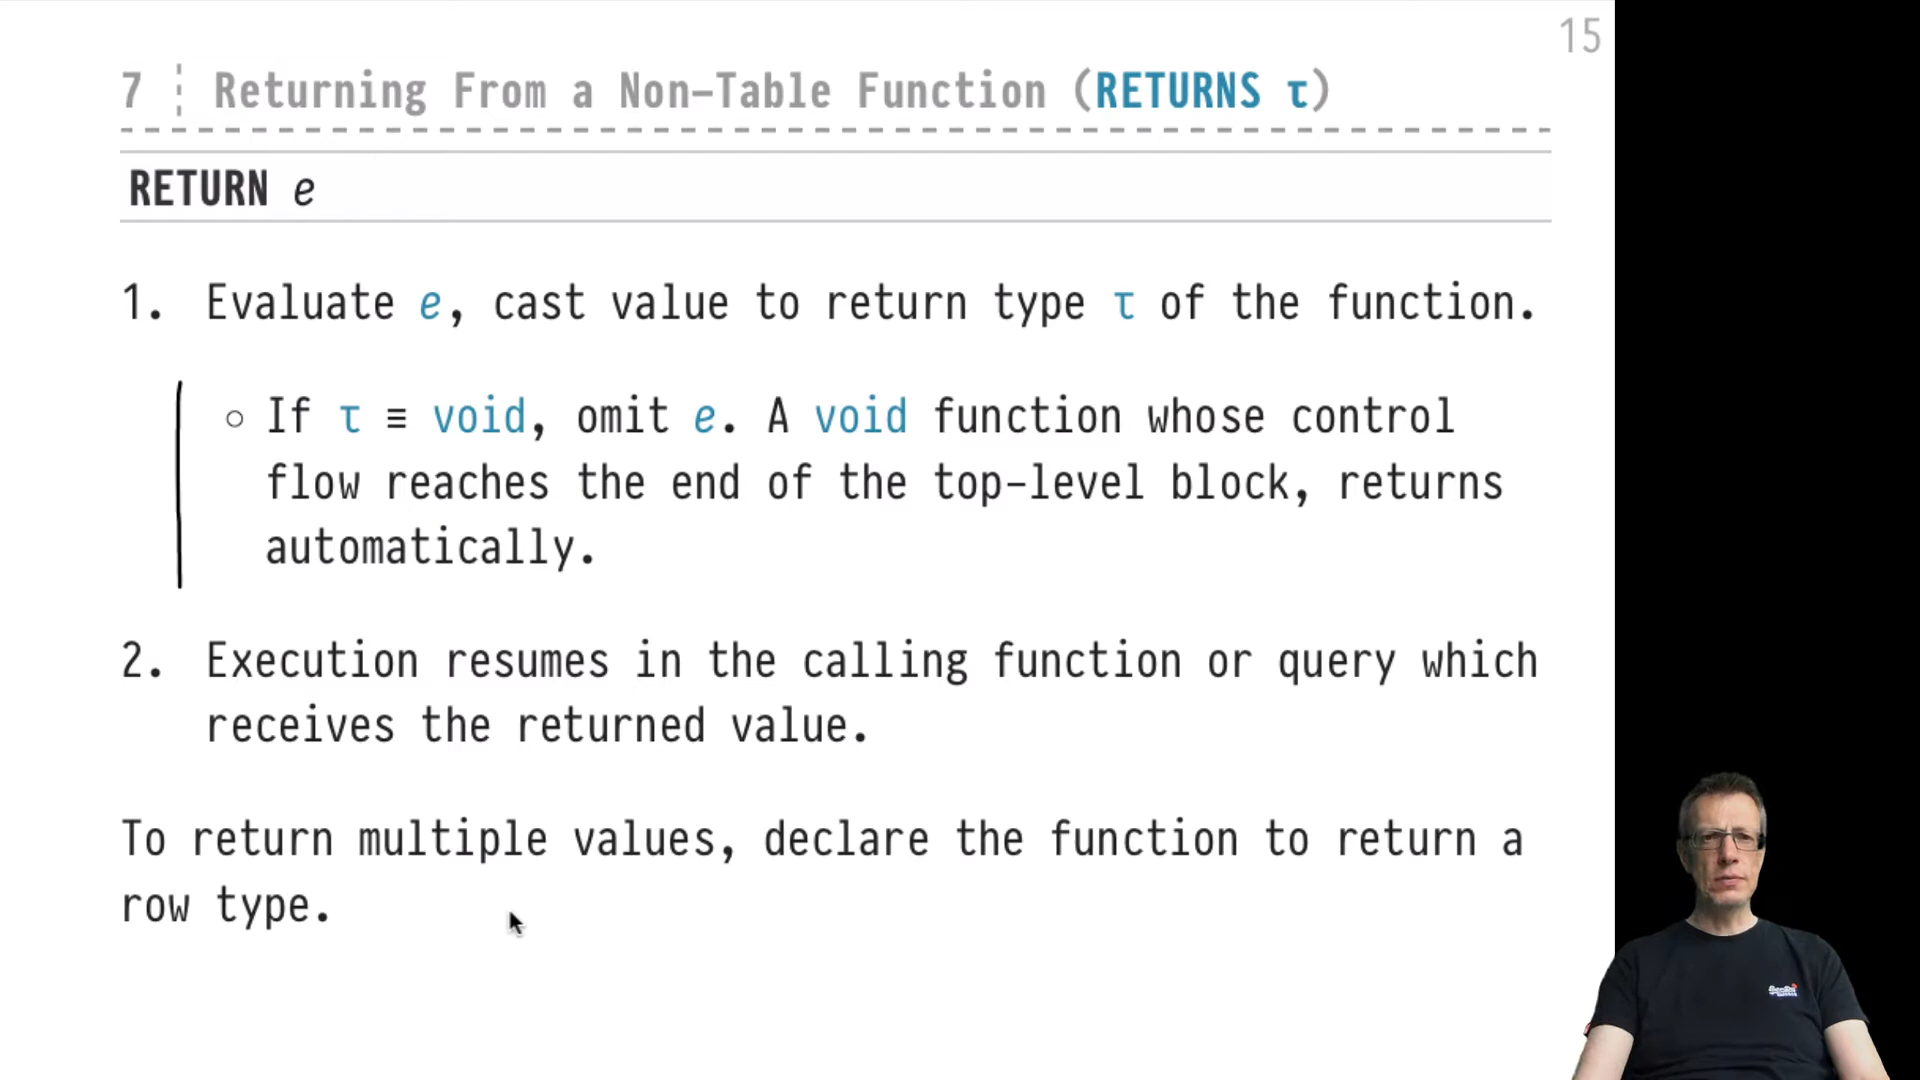 15
7 ┆ Returning From a Non-Table Function (RETURNS τ)
RETURN e
1. Evaluate e, cast value to return type τ of the function.
○ If τ ≡ void, omit e. A void function whose control
flow reaches the end of the top-level block, returns
automatically.
2. Execution resumes in the calling function or query which
receives the returned value.
To return multiple values, declare the function to return a
row type.